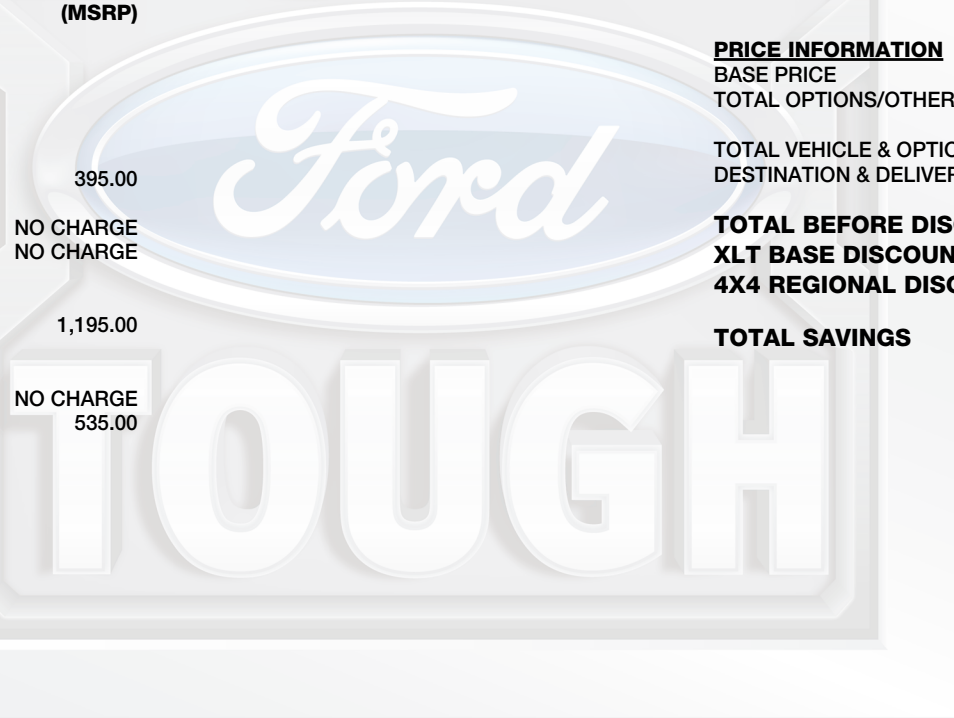 (MSRP)
395.00
NO CHARGE
NO CHARGE
1,195.00
NO CHARGE
535.00
PRICE INFORMATION
BASE PRICE
TOTAL OPTIONS/OTHER
TOTAL VEHICLE & OPTIO
DESTINATION & DELIVER
TOTAL BEFORE DISC
XLT BASE DISCOUN
4X4 REGIONAL DISC
TOTAL SAVINGS
Ford
TOUGH